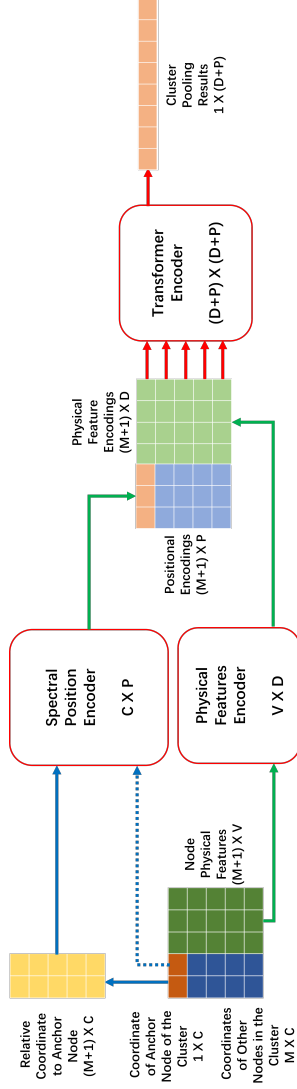 Relative
Coordinate
to Anchor
Node
(M+1) X C
Coordinate
of Anchor
Node of the
Cluster
1 X C
Coordinates
of Other
Nodes in the
Cluster
M X C
Node
Physical
Features
(M+1) X V
Spectral
Position
Encoder
C X P
Physical
Features
Encoder
V X D
Positional
Encodings
(M+1) X P
Physical
Feature
Encodings
(M+1) X D
Transformer
Encoder
(D+P) X (D+P)
Cluster
Pooling
Results
1 X (D+P)